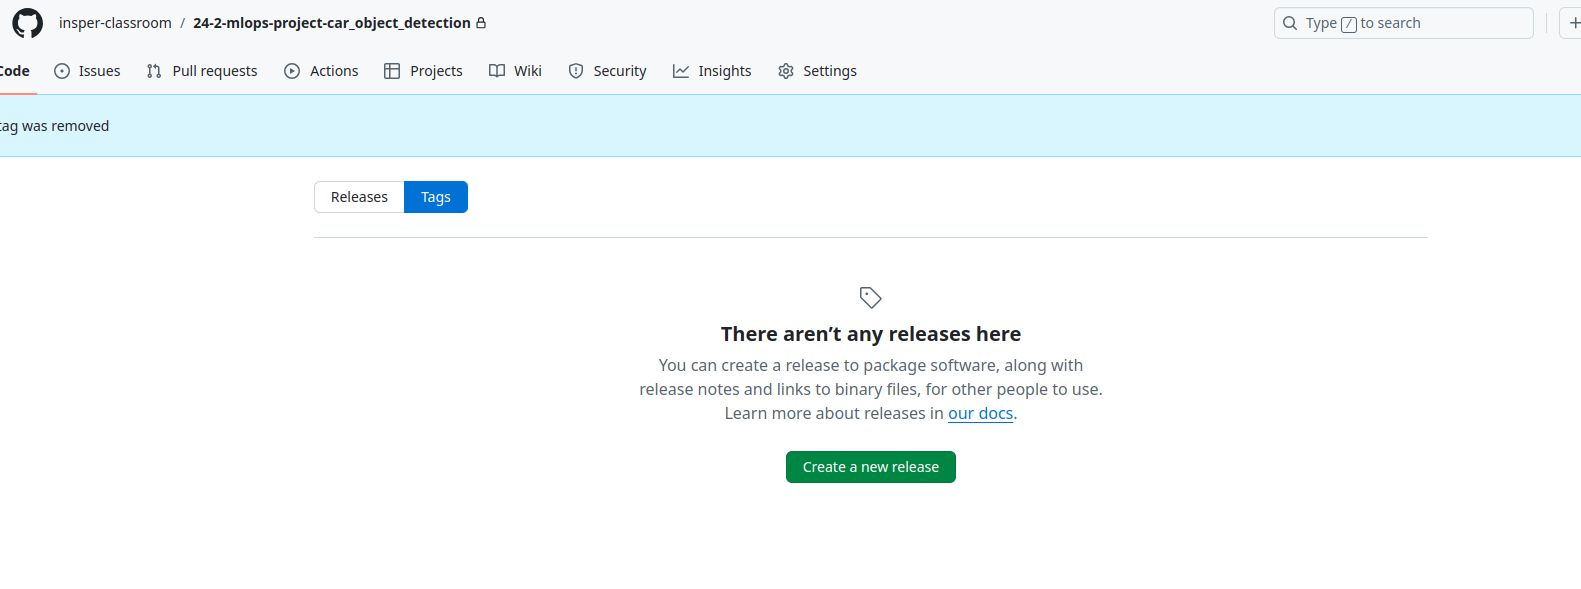 insper-classroom / 24-2-mlops-project-car_object_detection
Type / to search
Code Issues Pull requests Actions Projects Wiki Security Insights Settings
tag was removed
Releases Tags
There aren’t any releases here
You can create a release to package software, along with
release notes and links to binary files, for other people to use.
Learn more about releases in our docs.
Create a new release